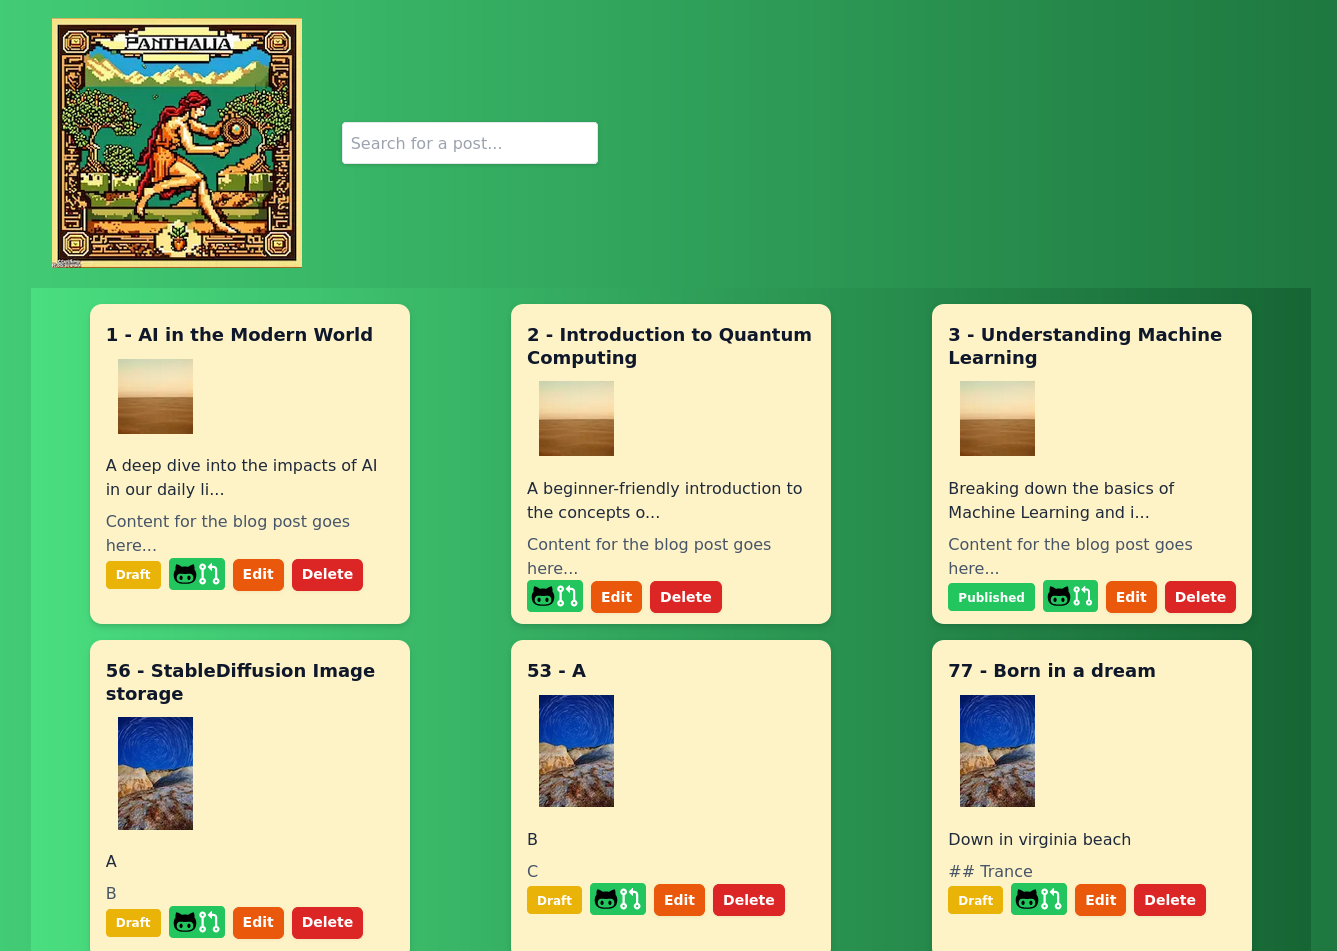 PANTHALIA
Search for a post...
1 - AI in the Modern World
A deep dive into the impacts of AI
in our daily li...
Content for the blog post goes
here...
Draft
Edit
Delete
2 - Introduction to Quantum
Computing
A beginner-friendly introduction to
the concepts o...
Content for the blog post goes
here...
Edit
Delete
3 - Understanding Machine
Learning
Breaking down the basics of
Machine Learning and i...
Content for the blog post goes
here...
Published
Edit
Delete
56 - StableDiffusion Image
storage
A
B
Draft
Edit
Delete
53 - A
B
C
Draft
Edit
Delete
77 - Born in a dream
Down in virginia beach
## Trance
Draft
Edit
Delete